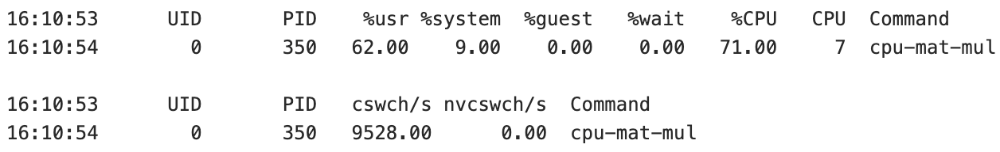 16:10:53      UID       PID    %usr %system  %guest   %wait    %CPU   CPU  Command
16:10:54        0       350   62.00    9.00    0.00    0.00   71.00     7  cpu-mat-mul
16:10:53      UID       PID   cswch/s nvcswch/s  Command
16:10:54        0       350   9528.00      0.00  cpu-mat-mul